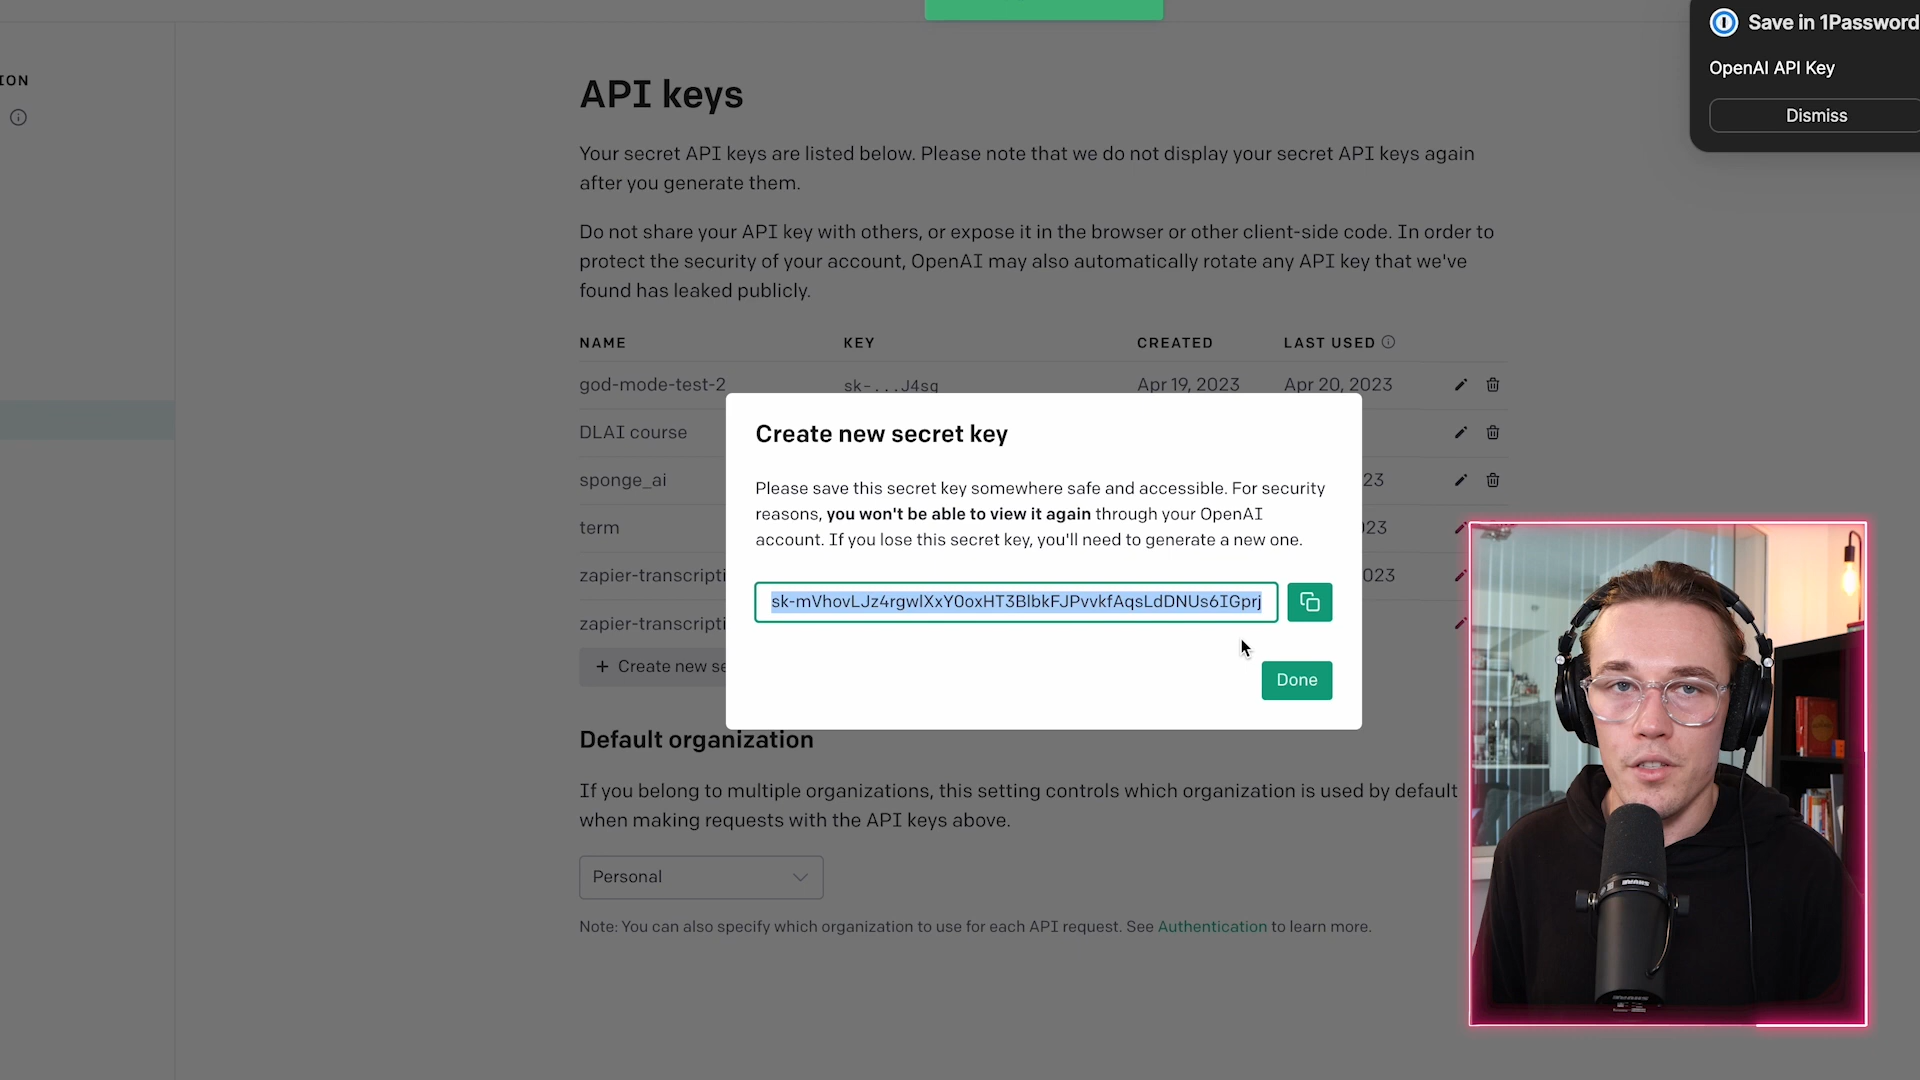 Save in 1Password
OpenAI API Key
Dismiss
ION
API keys
Your secret API keys are listed below. Please note that we do not display your secret API keys again
after you generate them.
Do not share your API key with others, or expose it in the browser or other client-side code. In order to
protect the security of your account, OpenAI may also automatically rotate any API key that we've
found has leaked publicly.
NAME KEY CREATED LAST USED
god-mode-test-2 sk-...J4sq Apr 19, 2023 Apr 20, 2023
DLAI course
sponge_ai 23
term 23
zapier-transcripti 023
zapier-transcripti
+ Create new se
Create new secret key
Please save this secret key somewhere safe and accessible. For security
reasons, you won't be able to view it again through your OpenAI
account. If you lose this secret key, you'll need to generate a new one.
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
Done
Default organization
If you belong to multiple organizations, this setting controls which organization is used by default
when making requests with the API keys above.
Personal
Note: You can also specify which organization to use for each API request. See Authentication to learn more.